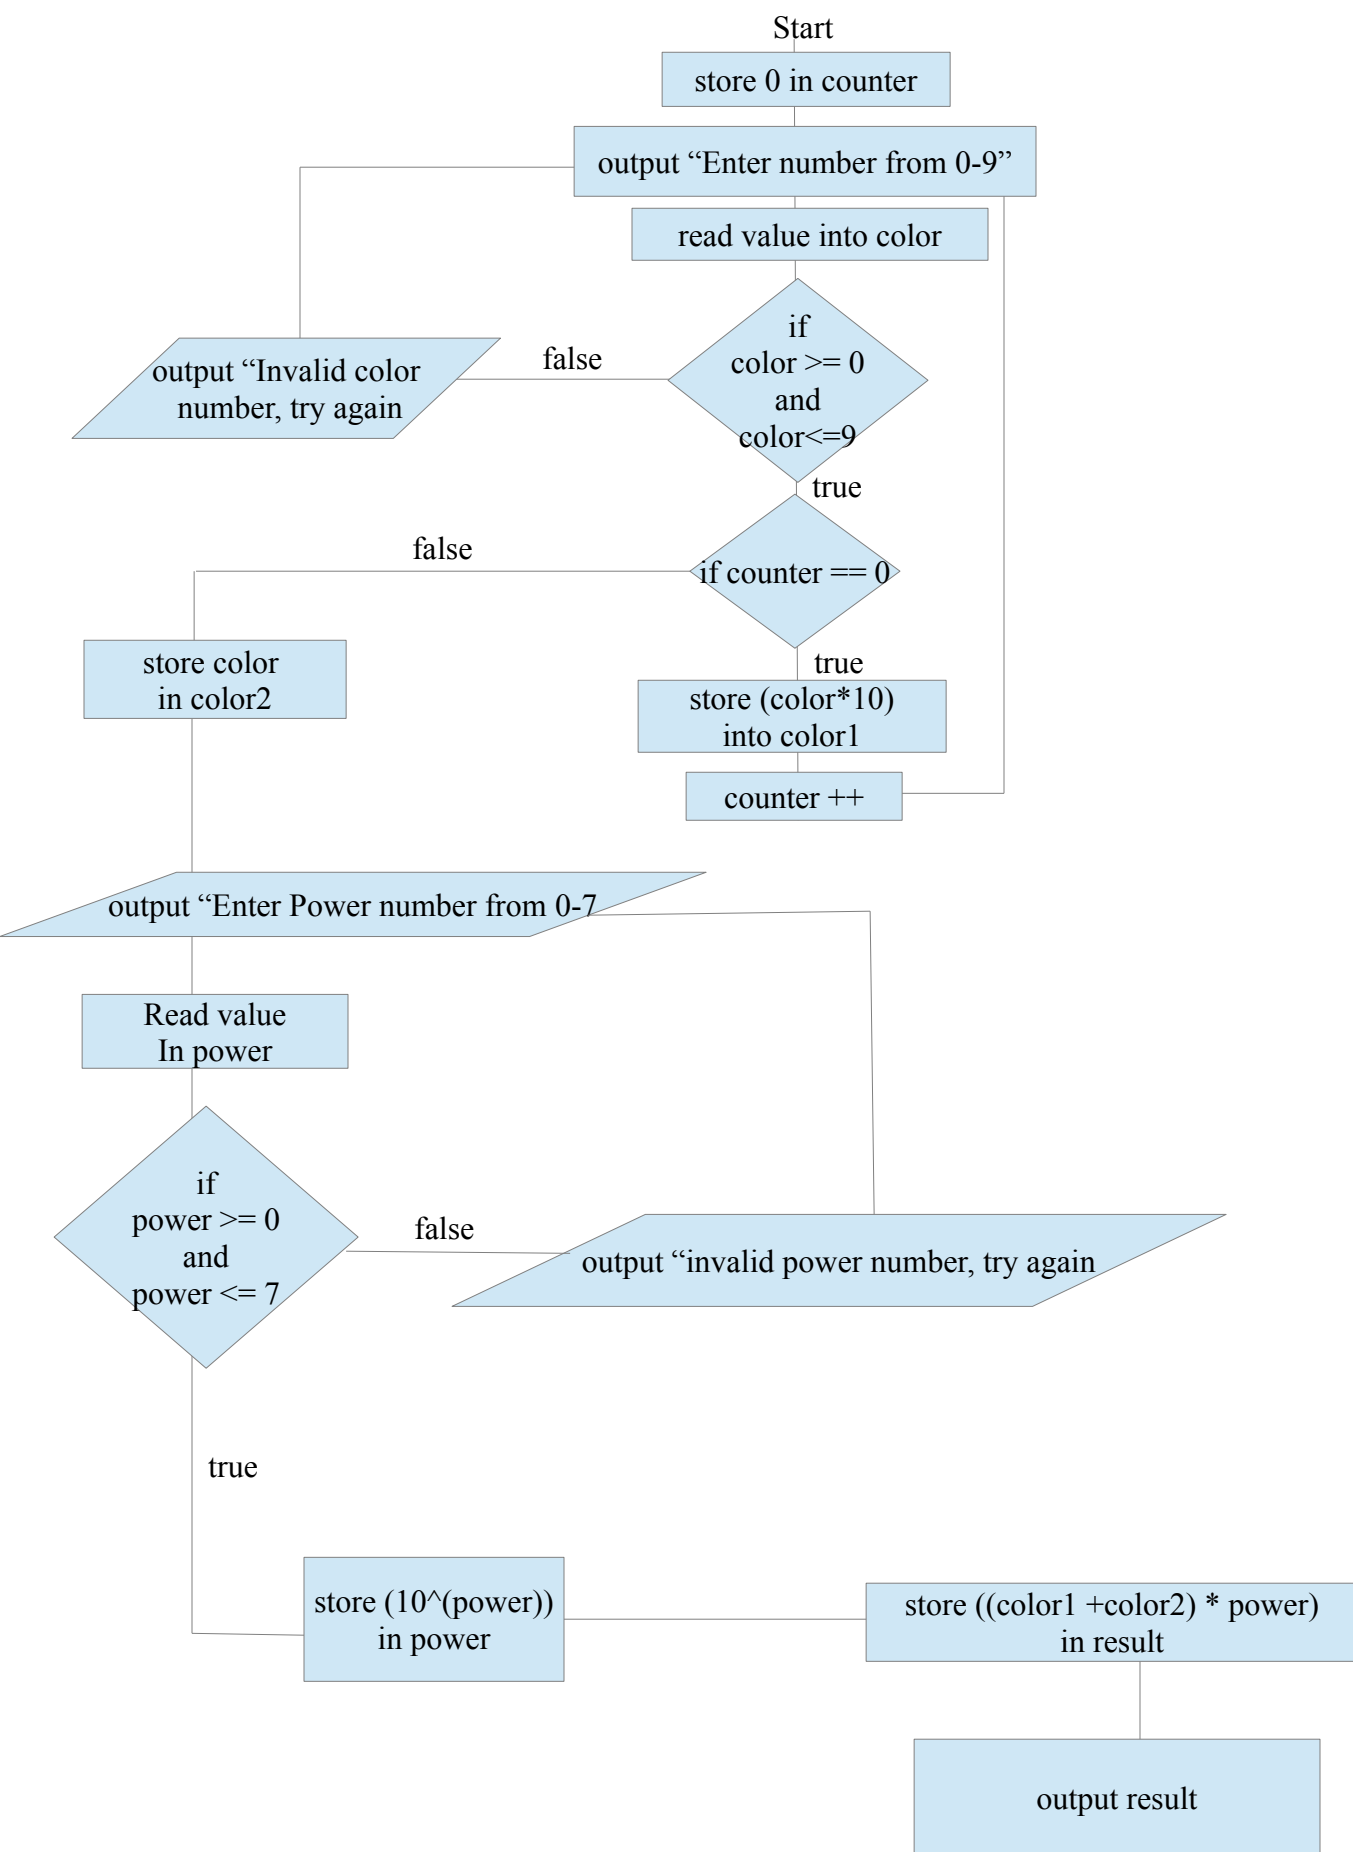 Start
store 0 in counter
output “Enter number from 0-9”
read value into color
if
color >= 0
and
color<=9
false
output “Invalid color
number, try again
true
if counter == 0
false
store color
in color2
true
store (color*10)
into color1
counter ++
output “Enter Power number from 0-7
Read value
In power
if
power >= 0
and
power <= 7
false
output “invalid power number, try again
true
store (10^(power))
in power
store ((color1 +color2) * power)
in result
output result